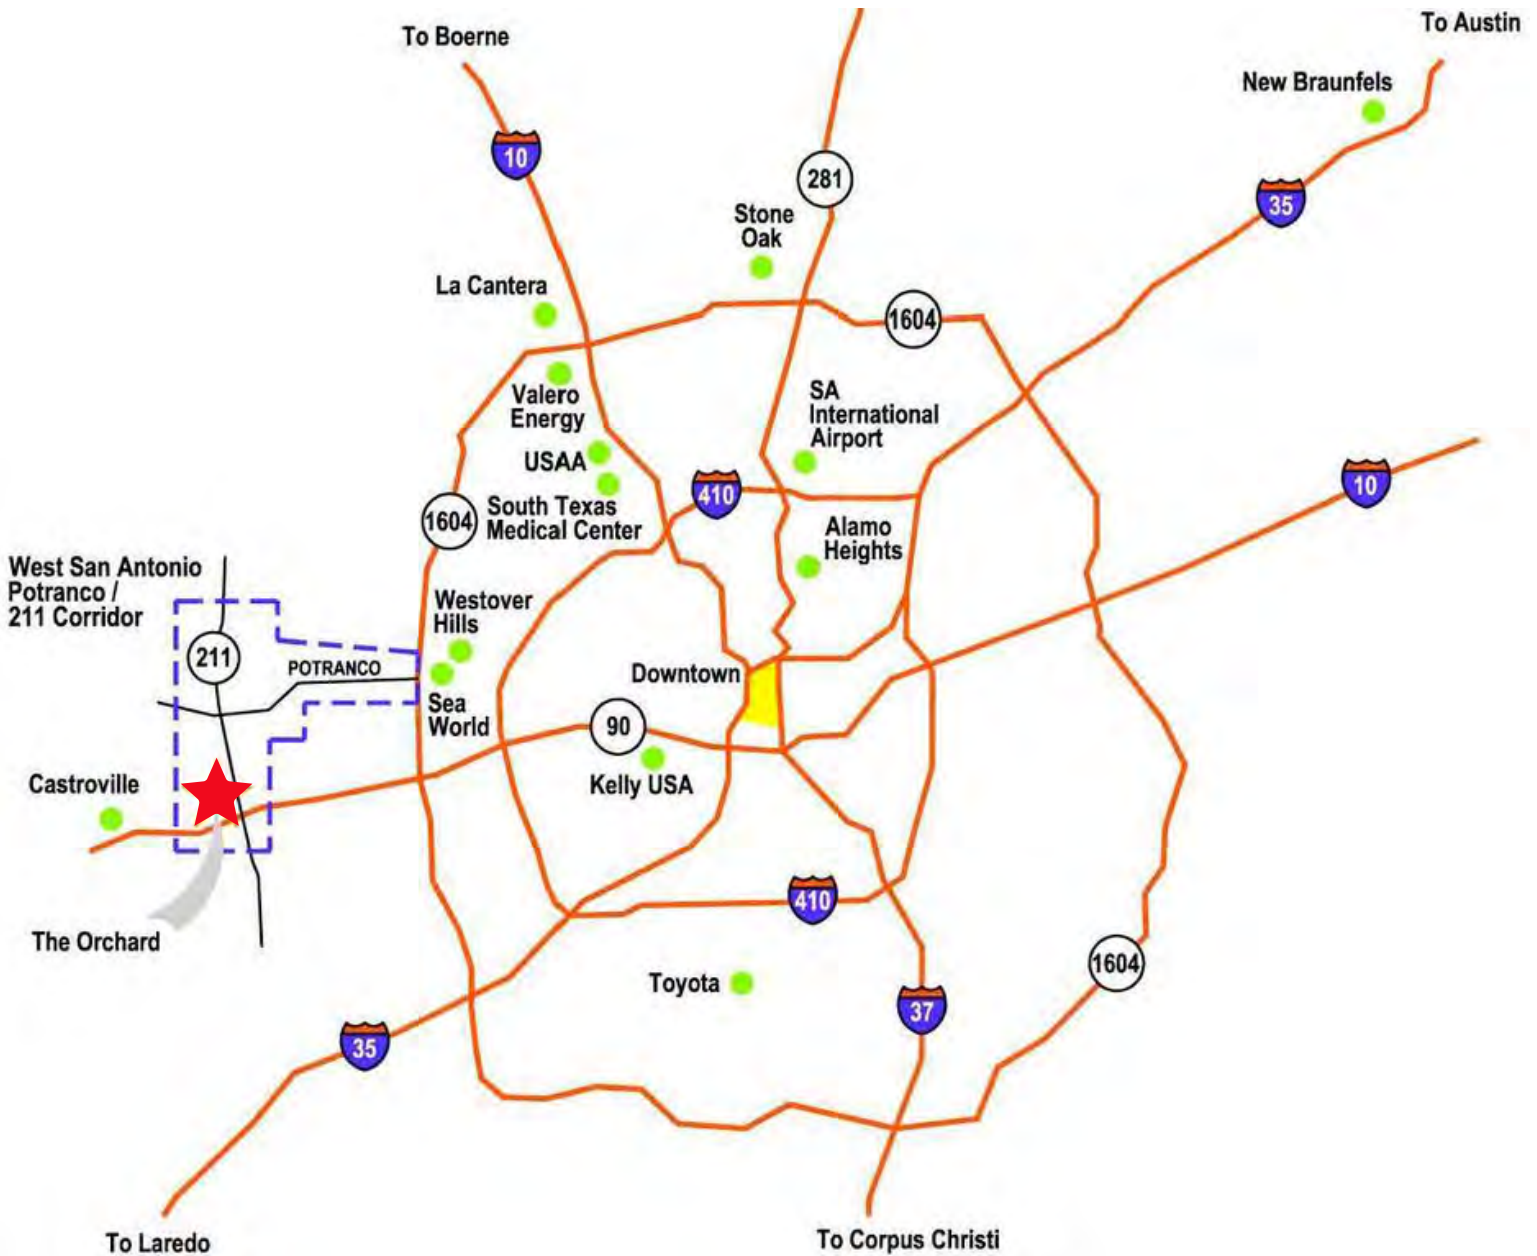 To Boerne
To Austin
New Braunfels
10
281
35
Stone
Oak
La Cantera
1604
Valero
Energy
SA
International
Airport
USAA
410
10
South Texas
Medical Center
1604
Alamo
Heights
West San Antonio
Potranco /
211 Corridor
Westover
Hills
211
POTRANCO
Downtown
Sea
World
90
Castroville
Kelly USA
410
The Orchard
1604
Toyota
37
35
To Laredo
To Corpus Christi